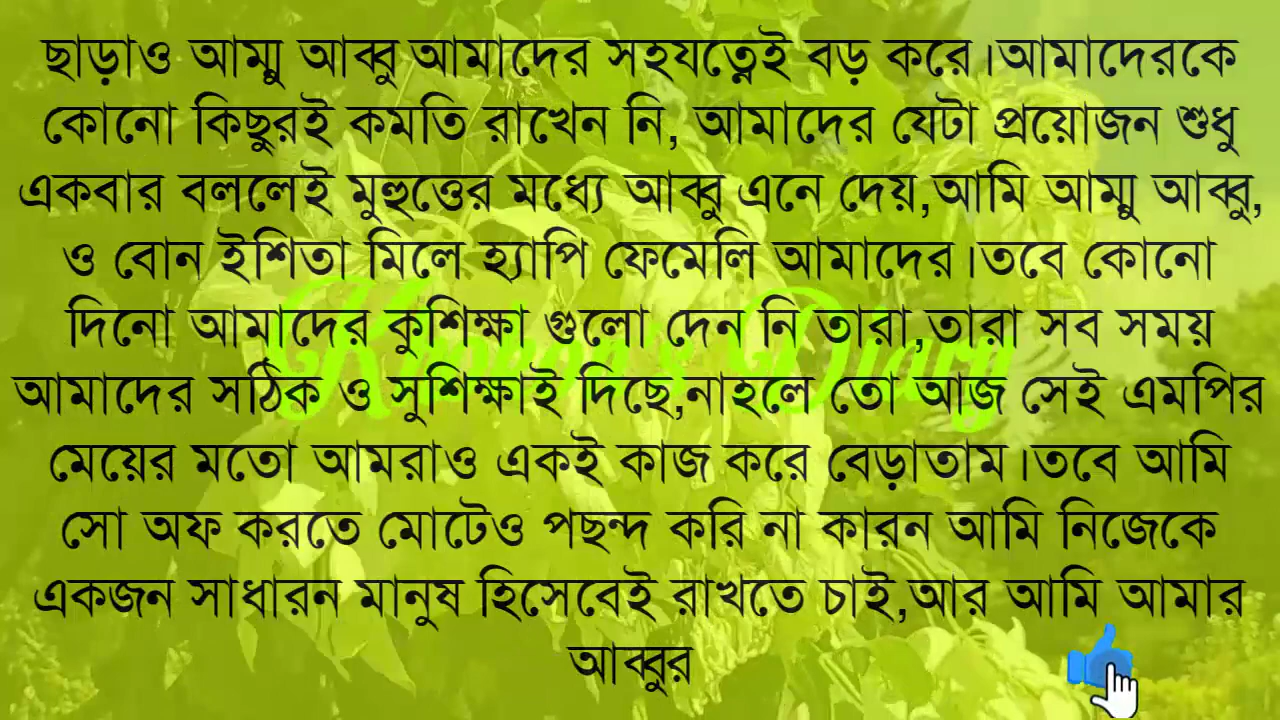 ছাড়াও আম্মু আব্বু আমাদের সহযত্নেই বড় করে।আমাদেরকে
কোনো কিছুরই কমতি রাখেন নি, আমাদের যেটা প্রয়োজন শুধু
একবার বললেই মুহুত্তের মধ্যে আব্বু এনে দেয়,আমি আম্মু আব্বু,
ও বোন ইশিতা মিলে হ্যাপি ফেমেলি আমাদের।তবে কোনো
দিনো আমাদের কুশিক্ষা গুলো দেন নি তারা,তারা সব সময়
আমাদের সঠিক ও সুশিক্ষাই দিছে,নাহলে তো আজ সেই এমপির
মেয়ের মতো আমরাও একই কাজ করে বেড়াতাম।তবে আমি
সো অফ করতে মোটেও পছন্দ করি না কারন আমি নিজেকে
একজন সাধারন মানুষ হিসেবেই রাখতে চাই,আর আমি আমার
আব্বুর